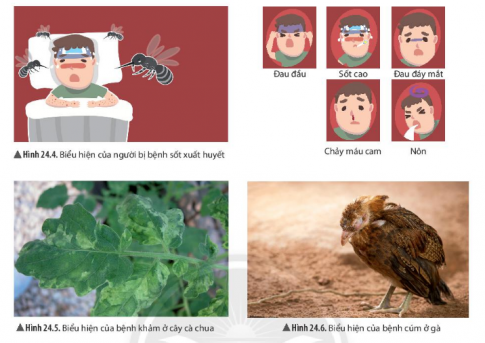 Đau đầu
Sốt cao
Đau đáy mắt
Chảy máu cam
Nôn
▲Hình 24.4. Biểu hiện của người bị bệnh sốt xuất huyết
▲Hình 24.5. Biểu hiện của bệnh khảm ở cây cà chua
▲Hình 24.6. Biểu hiện của bệnh cúm ở gà